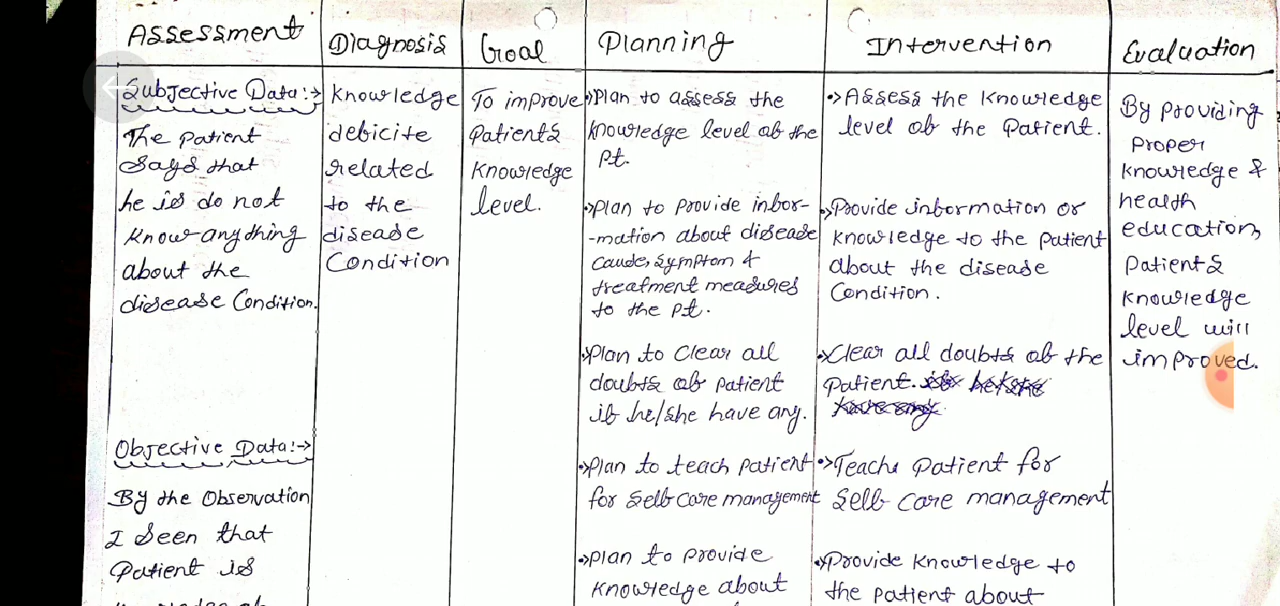 Assessment
Subjective Data:→
The patient
says that
he is do not
know anything
about the
disease Condition.
Objective Data:→
By the Observation
I Seen that
Patient is
Diagnosis
Knowledge
debicite
related
to the
disease
Condition
Goal
To improve
patients
knowledge
level.
Planning
•>Plan to assess the
knowledge level ob the
pt.
•>Plan to provide inbor-
-mation about disease
cause, symptom &
treatment measures
to the pt.
•>Plan to Clear all
doubts ob patient
ib he/she have any.
•>Plan to teach patient
for Selb Care management
•>Plan to provide
knowledge about
Intervention
•>Assess the Knowledge
level ob the Patient.
•>Provide inbormation or
knowledge to the patient
about the disease
Condition.
•>Clear all doubts ob the
Patient.
•>Teach Patient for
Selb Care management
•>Provide Knowledge to
the patient about
Evaluation
By Providing
proper
knowledge &
health
education,
patients
knowledge
level will
improved.